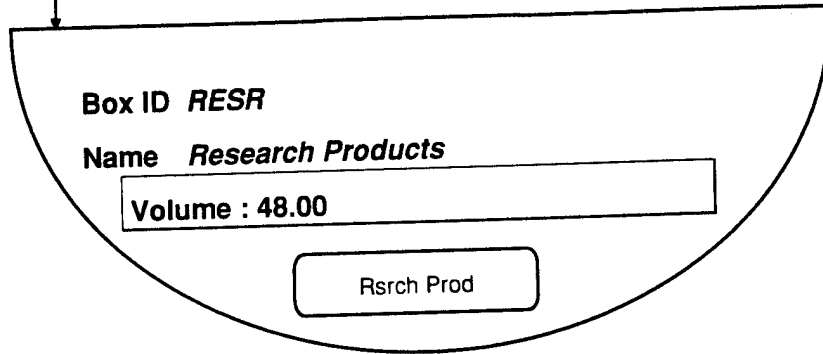 Box ID RESR
Name Research Products
Volume : 48.00
Rsrch Prod